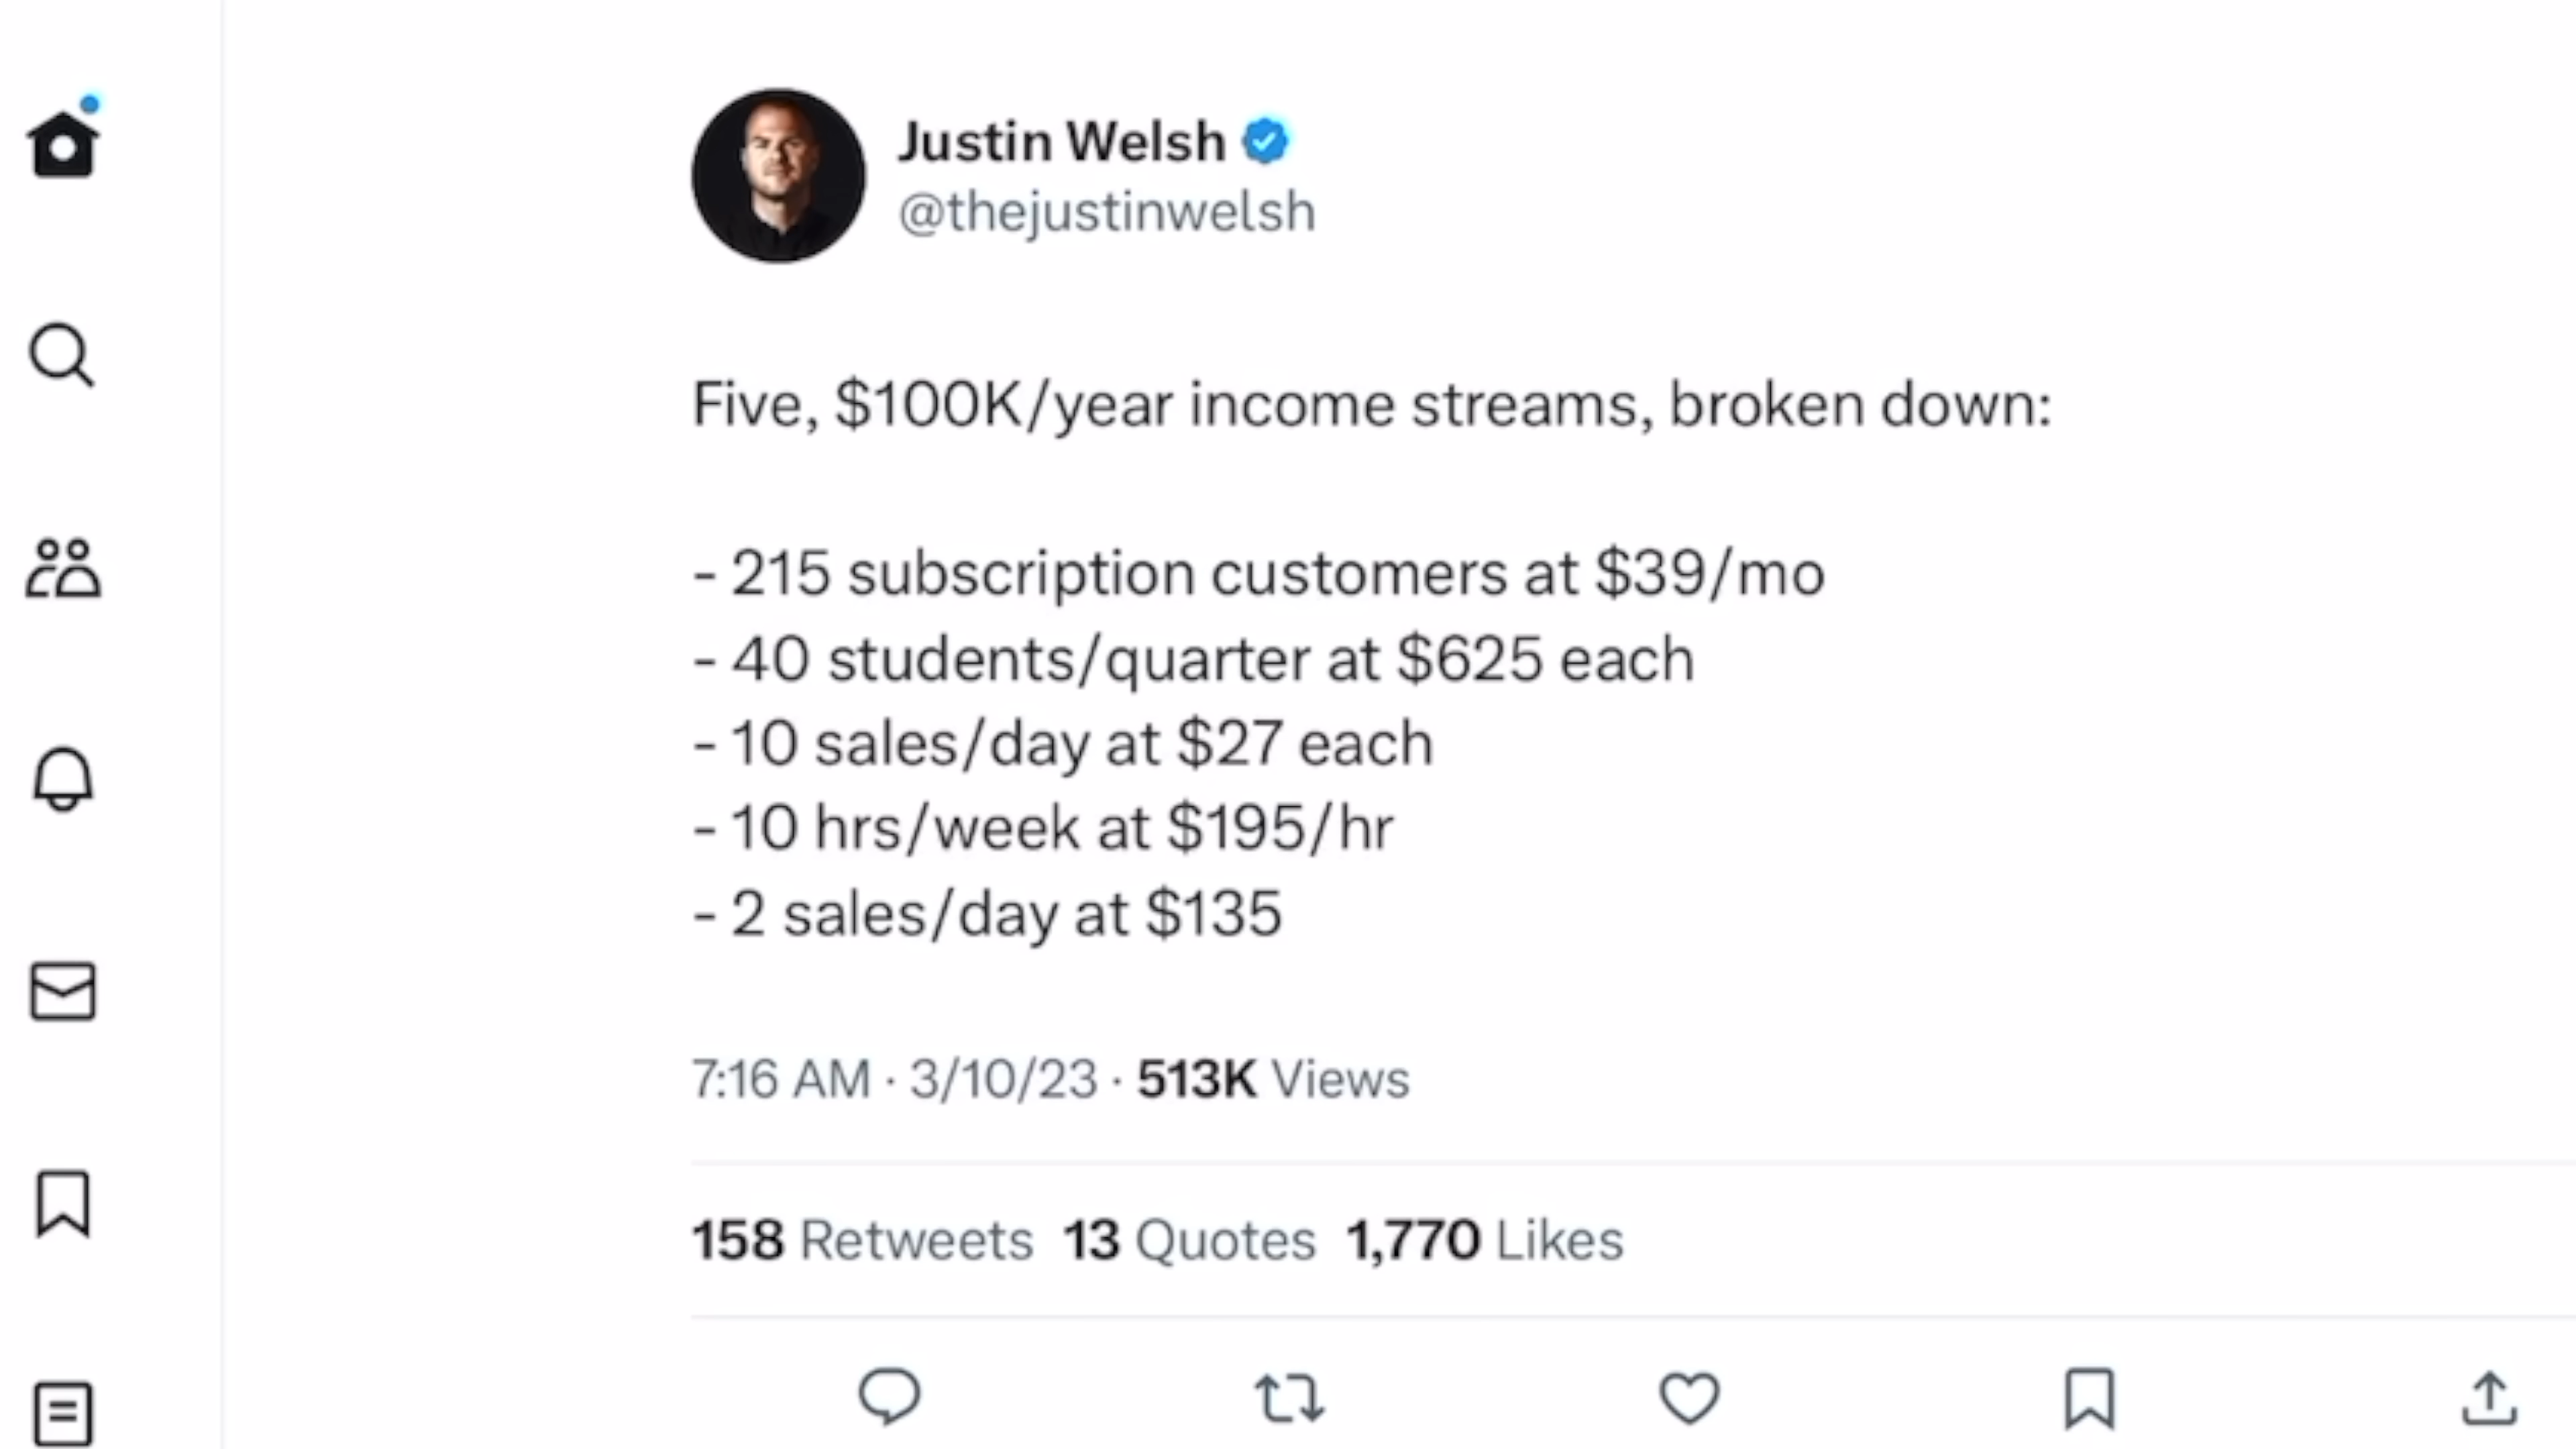 Justin Welsh
@thejustinwelsh
Five, $100K/year income streams, broken down:
- 215 subscription customers at $39/mo
- 40 students/quarter at $625 each
- 10 sales/day at $27 each
- 10 hrs/week at $195/hr
- 2 sales/day at $135
7:16 AM · 3/10/23 · 513K Views
158 Retweets 13 Quotes 1,770 Likes